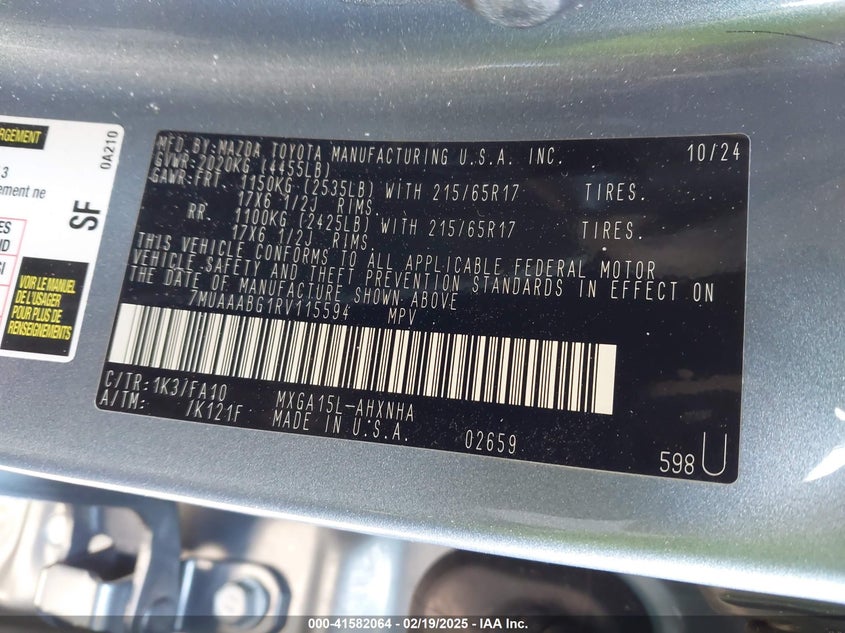 ARGEMENT
0A210
3
ement ne
SF
ES
ND
SI
VOIR LE MANUEL
DE L'USAGER
POUR PLUS DE
RENSEIGNEMENTS
MFD.BY:MAZDA TOYOTA MANUFACTURING U.S.A. INC. 10/24
GVWR:2020KG (4455LB)
GAWR:FRT 1150KG (2535LB) WITH 215/65R17 TIRES.
17X6 1/2J RIMS
RR 1100KG (2425LB) WITH 215/65R17 TIRES.
17X6 1/2J RIMS
THIS VEHICLE CONFORMS TO ALL APPLICABLE FEDERAL MOTOR
VEHICLE SAFETY AND THEFT PREVENTION STANDARDS IN EFFECT ON
THE DATE OF MANUFACTURE SHOWN ABOVE
7MUAAABG1RV115594 MPV
C/TR:1K3/FA10 MXGA15L-AHXNHA
A/TM: /K121F MADE IN U.S.A. 02659
598 U
000-41582064 - 02/19/2025 - IAA Inc.